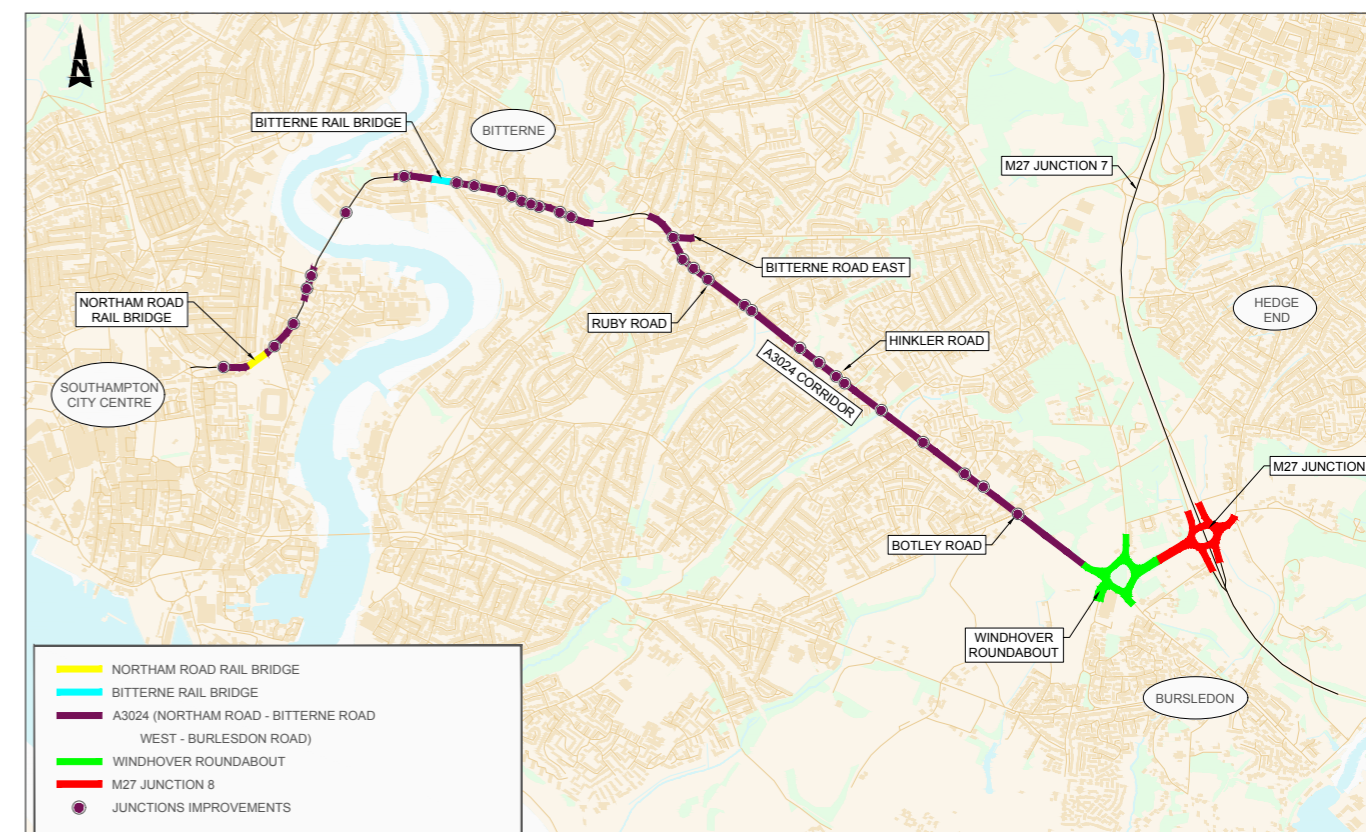 N
BITTERNE RAIL BRIDGE
BITTERNE
M27 JUNCTION 7
BITTERNE ROAD EAST
NORTHAM ROAD
RAIL BRIDGE
HEDGE
END
RUBY ROAD
HINKLER ROAD
A3024 CORRIDOR
SOUTHAMPTON
CITY CENTRE
M27 JUNCTION
BOTLEY ROAD
WINDHOVER
ROUNDABOUT
BURSLEDON
NORTHAM ROAD RAIL BRIDGE
BITTERNE RAIL BRIDGE
A3024 (NORTHAM ROAD - BITTERNE ROAD
WEST - BURLESDON ROAD)
WINDHOVER ROUNDABOUT
M27 JUNCTION 8
JUNCTIONS IMPROVEMENTS